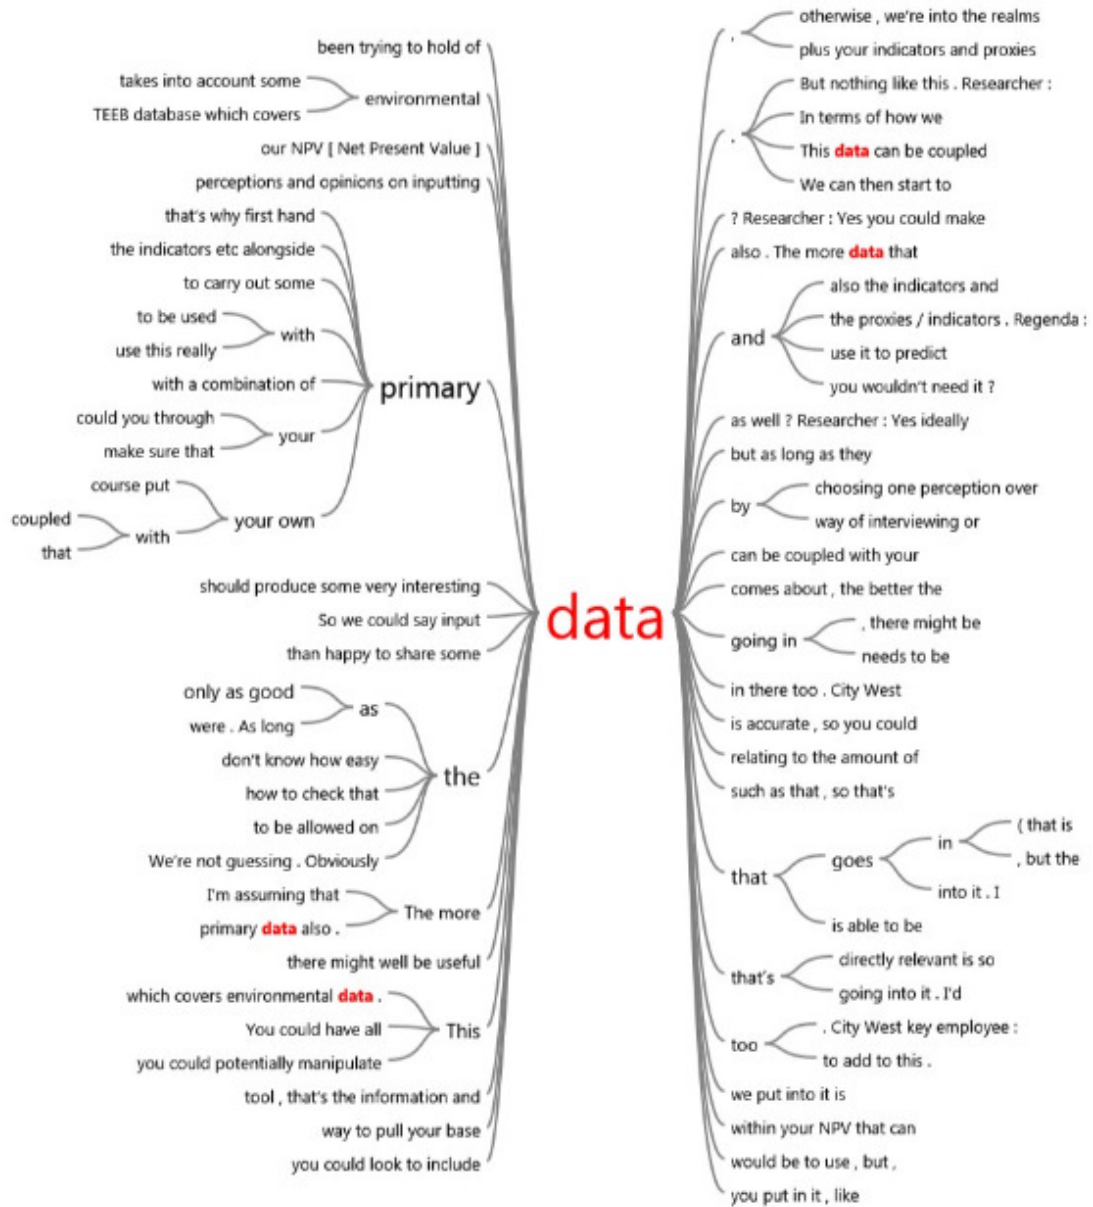 been trying to hold of
takes into account some
TEEB database which covers
environmental
our NPV [ Net Present Value ]
perceptions and opinions on inputting
that's why first hand
the indicators etc alongside
to carry out some
to be used
use this really
with
with a combination of
could you through
make sure that
your
course put
coupled
that
with
your own
primary
should produce some very interesting
So we could say input
than happy to share some
only as good
were . As long
as
don't know how easy
how to check that
to be allowed on
We're not guessing . Obviously
the
I'm assuming that
primary data also .
The more
there might well be useful
which covers environmental data .
You could have all
you could potentially manipulate
This
tool , that's the information and
way to pull your base
you could look to include
data
,
otherwise , we're into the realms
plus your indicators and proxies
.
But nothing like this . Researcher :
In terms of how we
This data can be coupled
We can then start to
? Researcher : Yes you could make
also . The more data that
and
also the indicators and
the proxies / indicators . Regenda :
use it to predict
you wouldn't need it ?
as well ? Researcher : Yes ideally
but as long as they
by
choosing one perception over
way of interviewing or
can be coupled with your
comes about , the better the
going in
, there might be
needs to be
in there too . City West
is accurate , so you could
relating to the amount of
such as that , so that's
that
goes
in
( that is
, but the
into it . I
is able to be
that's
directly relevant is so
going into it . I'd
too
. City West key employee :
to add to this .
we put into it is
within your NPV that can
would be to use , but ,
you put in it , like